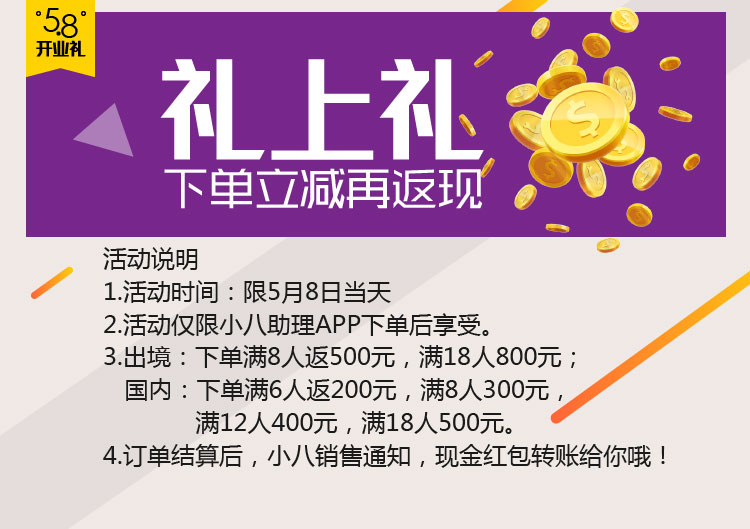 5.8
开业礼
礼上礼
下单立减再返现
活动说明
1.活动时间：限5月8日当天
2.活动仅限小八助理APP下单后享受。
3.出境：下单满8人返500元，满18人800元；
国内：下单满6人返200元，满8人300元，
满12人400元，满18人500元。
4.订单结算后，小八销售通知，现金红包转账给你哦！